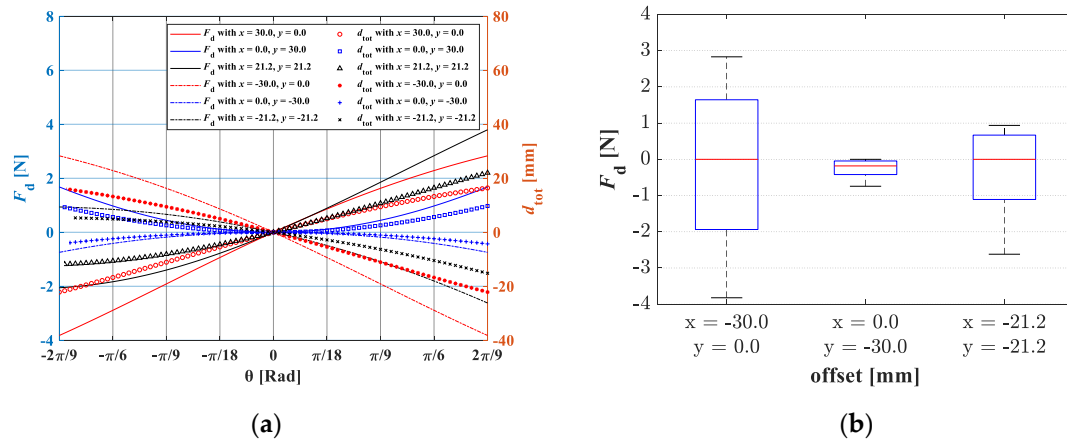 F_d with x = 30.0, y = 0.0
F_d with x = 0.0, y = 30.0
F_d with x = 21.2, y = 21.2
F_d with x = -30.0, y = 0.0
F_d with x = 0.0, y = -30.0
F_d with x = -21.2, y = -21.2
d_tot with x = 30.0, y = 0.0
d_tot with x = 0.0, y = 30.0
d_tot with x = 21.2, y = 21.2
d_tot with x = -30.0, y = 0.0
d_tot with x = 0.0, y = -30.0
d_tot with x = -21.2, y = -21.2
8
6
4
2
0
-2
-4
F_d [N]
80
60
40
20
0
-20
-40
d_tot [mm]
-2π/9
-π/6
-π/9
-π/18
0
π/18
π/9
π/6
2π/9
θ [Rad]
(a)
4
3
2
1
0
-1
-2
-3
-4
F_d [N]
x = -30.0
y = 0.0
x = 0.0
y = -30.0
x = -21.2
y = -21.2
offset [mm]
(b)